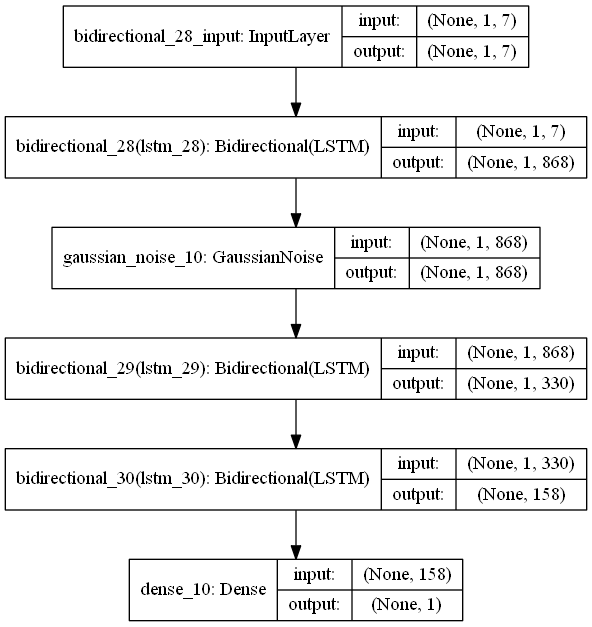 bidirectional_28_input: InputLayer
input: (None, 1, 7)
output: (None, 1, 7)
bidirectional_28(lstm_28): Bidirectional(LSTM)
input: (None, 1, 7)
output: (None, 1, 868)
gaussian_noise_10: GaussianNoise
input: (None, 1, 868)
output: (None, 1, 868)
bidirectional_29(lstm_29): Bidirectional(LSTM)
input: (None, 1, 868)
output: (None, 1, 330)
bidirectional_30(lstm_30): Bidirectional(LSTM)
input: (None, 1, 330)
output: (None, 158)
dense_10: Dense
input: (None, 158)
output: (None, 1)